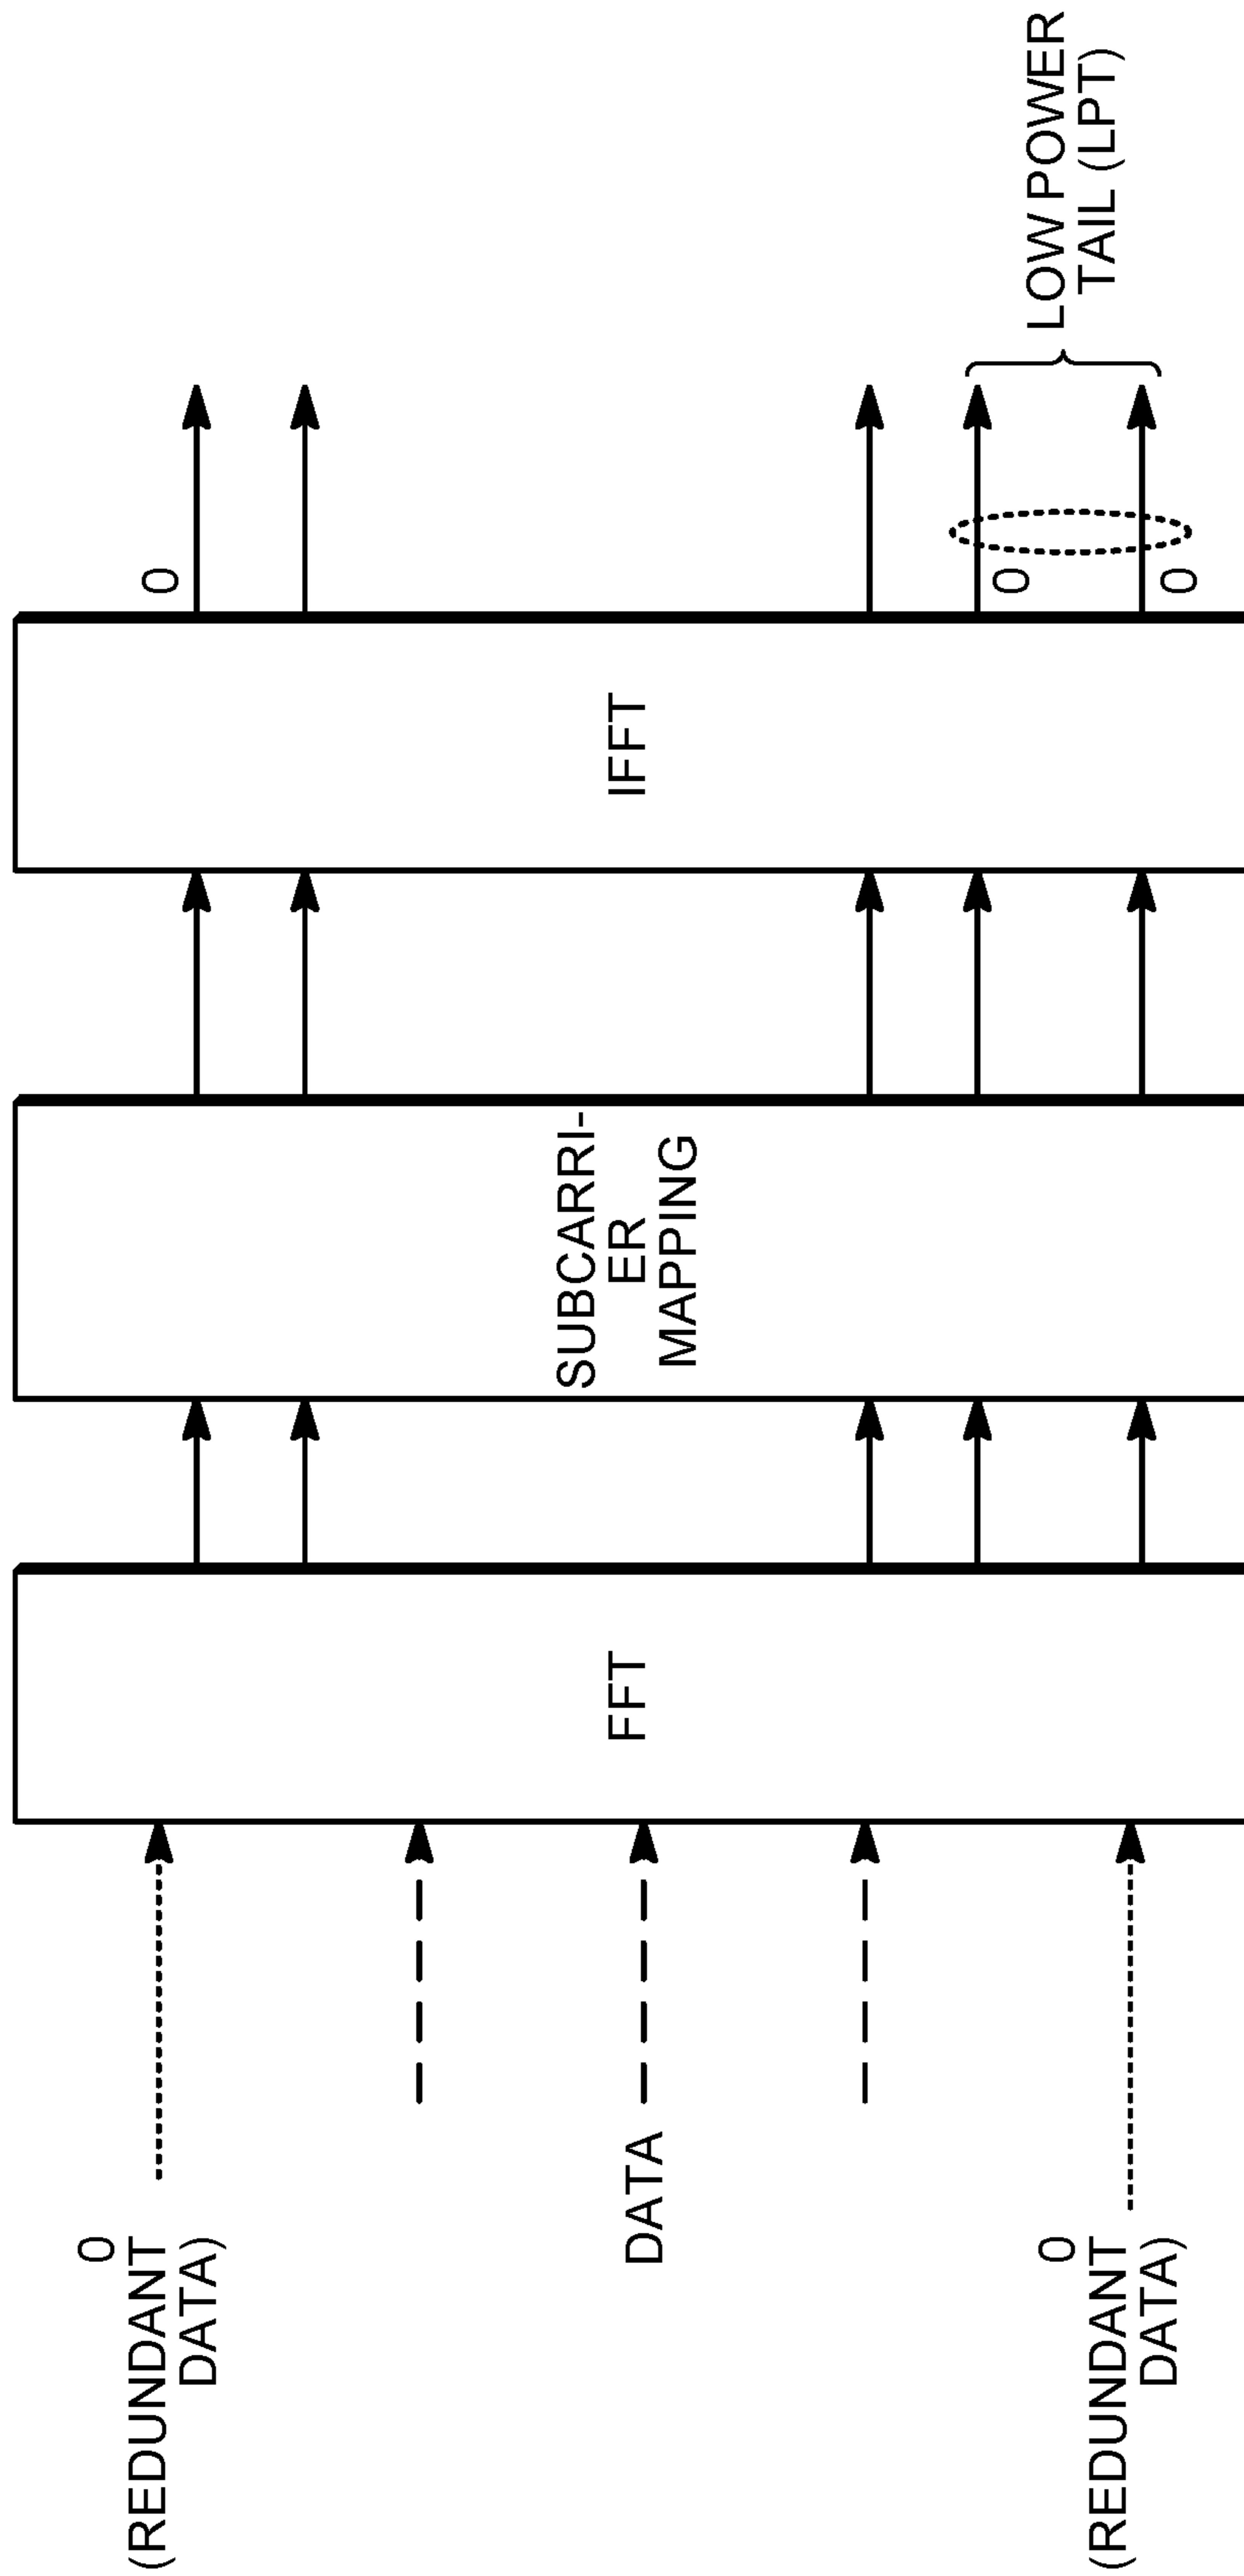 0
(REDUNDANT
DATA)
DATA
0
(REDUNDANT
DATA)
FFT
SUBCARRI-
ER
MAPPING
IFFT
0
0
0
LOW POWER
TAIL (LPT)